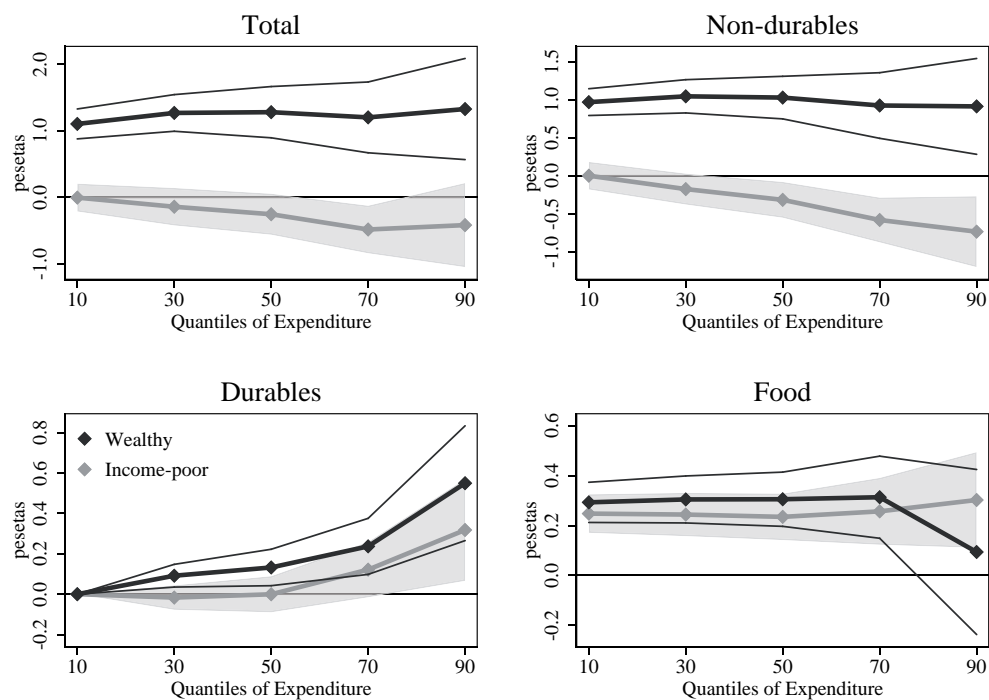 Total
2.0
1.0
0.0
-1.0
pesetas
10 30 50 70 90
Quantiles of Expenditure
Non-durables
1.5
1.0
0.5
0.0
-0.5
-1.0
pesetas
10 30 50 70 90
Quantiles of Expenditure
Durables
Wealthy
Income-poor
0.8
0.6
0.4
0.2
0.0
-0.2
pesetas
10 30 50 70 90
Quantiles of Expenditure
Food
0.6
0.4
0.2
0.0
-0.2
pesetas
10 30 50 70 90
Quantiles of Expenditure